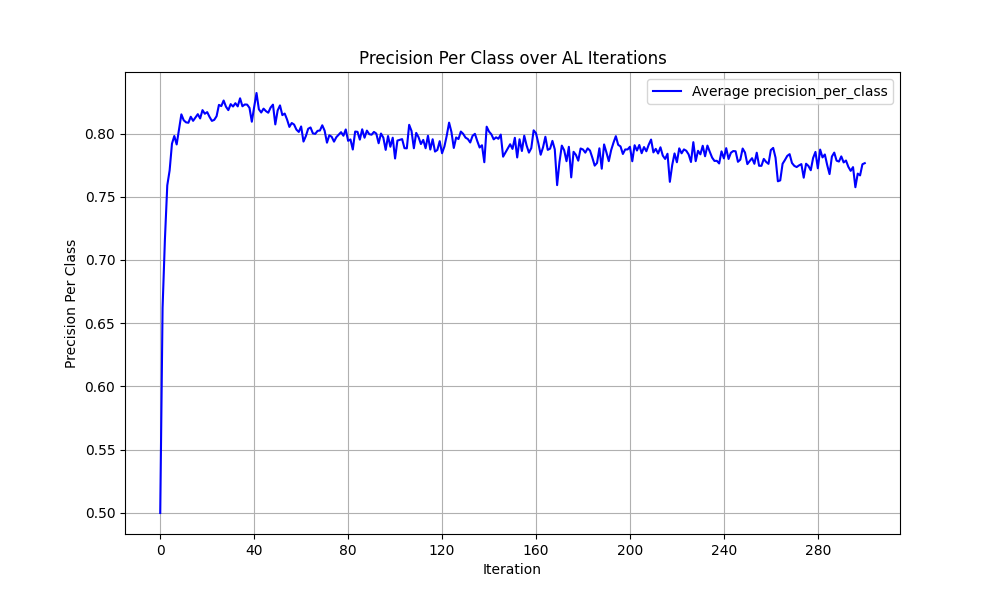 Precision Per Class over AL Iterations
Average precision_per_class
Precision Per Class
0.80
0.75
0.70
0.65
0.60
0.55
0.50
0 40 80 120 160 200 240 280
Iteration